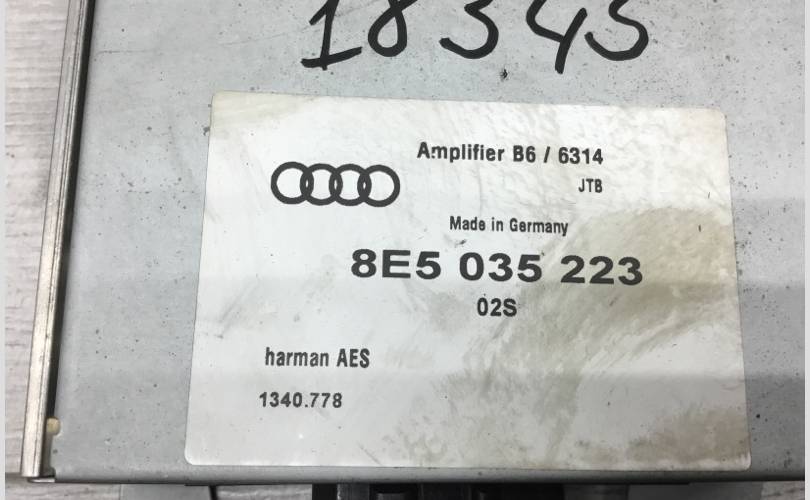 18345
Amplifier B6 / 6314
JTB
Made in Germany
8E5 035 223
02S
harman AES
1340.778